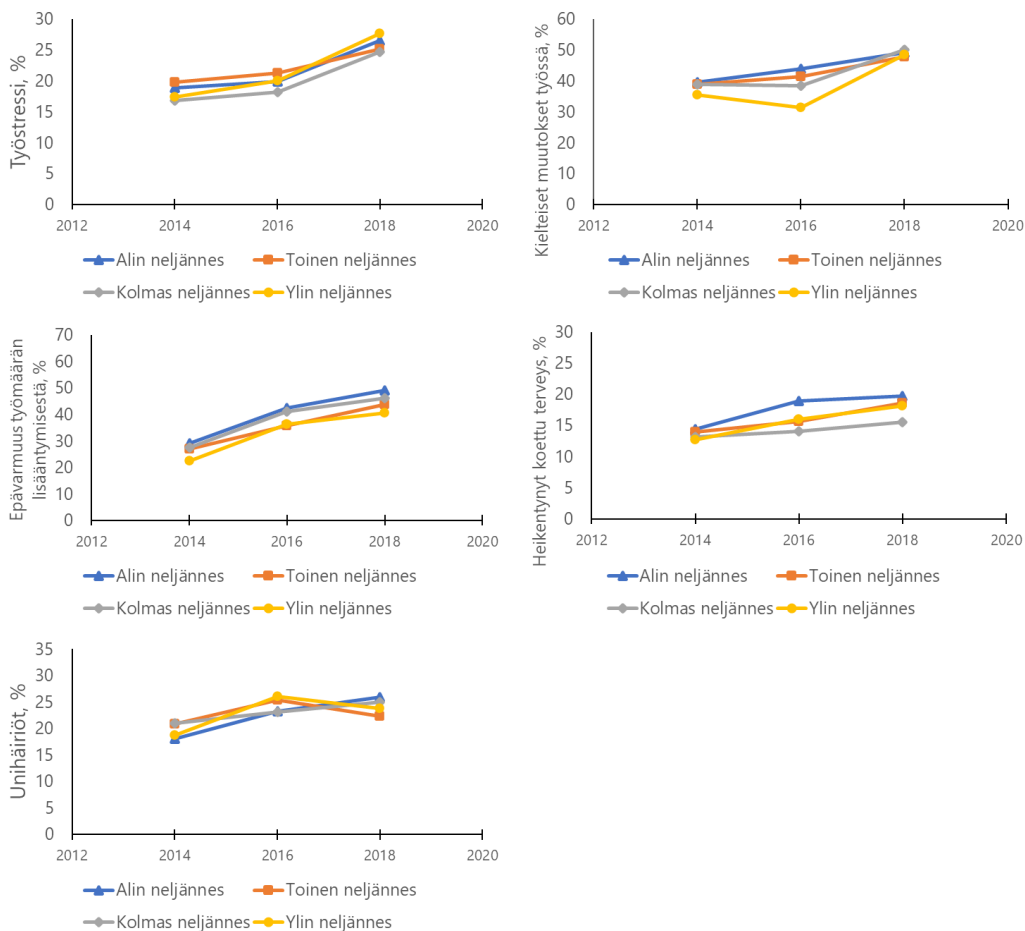 Työstressi, %
30
25
20
15
10
5
0
2012 2014 2016 2018 2020
Alin neljännes Toinen neljännes
Kolmas neljännes Ylin neljännes
Kielteiset muutokset työssä, %
60
50
40
30
20
10
0
2012 2014 2016 2018 2020
Alin neljännes Toinen neljännes
Kolmas neljännes Ylin neljännes
Epävarmuus työmäärän
lisääntymisestä, %
70
60
50
40
30
20
10
0
2012 2014 2016 2018 2020
Alin neljännes Toinen neljännes
Kolmas neljännes Ylin neljännes
Heikentynyt koettu terveys, %
30
25
20
15
10
5
0
2012 2014 2016 2018 2020
Alin neljännes Toinen neljännes
Kolmas neljännes Ylin neljännes
Unihäiriöt, %
35
30
25
20
15
10
5
0
2012 2014 2016 2018 2020
Alin neljännes Toinen neljännes
Kolmas neljännes Ylin neljännes